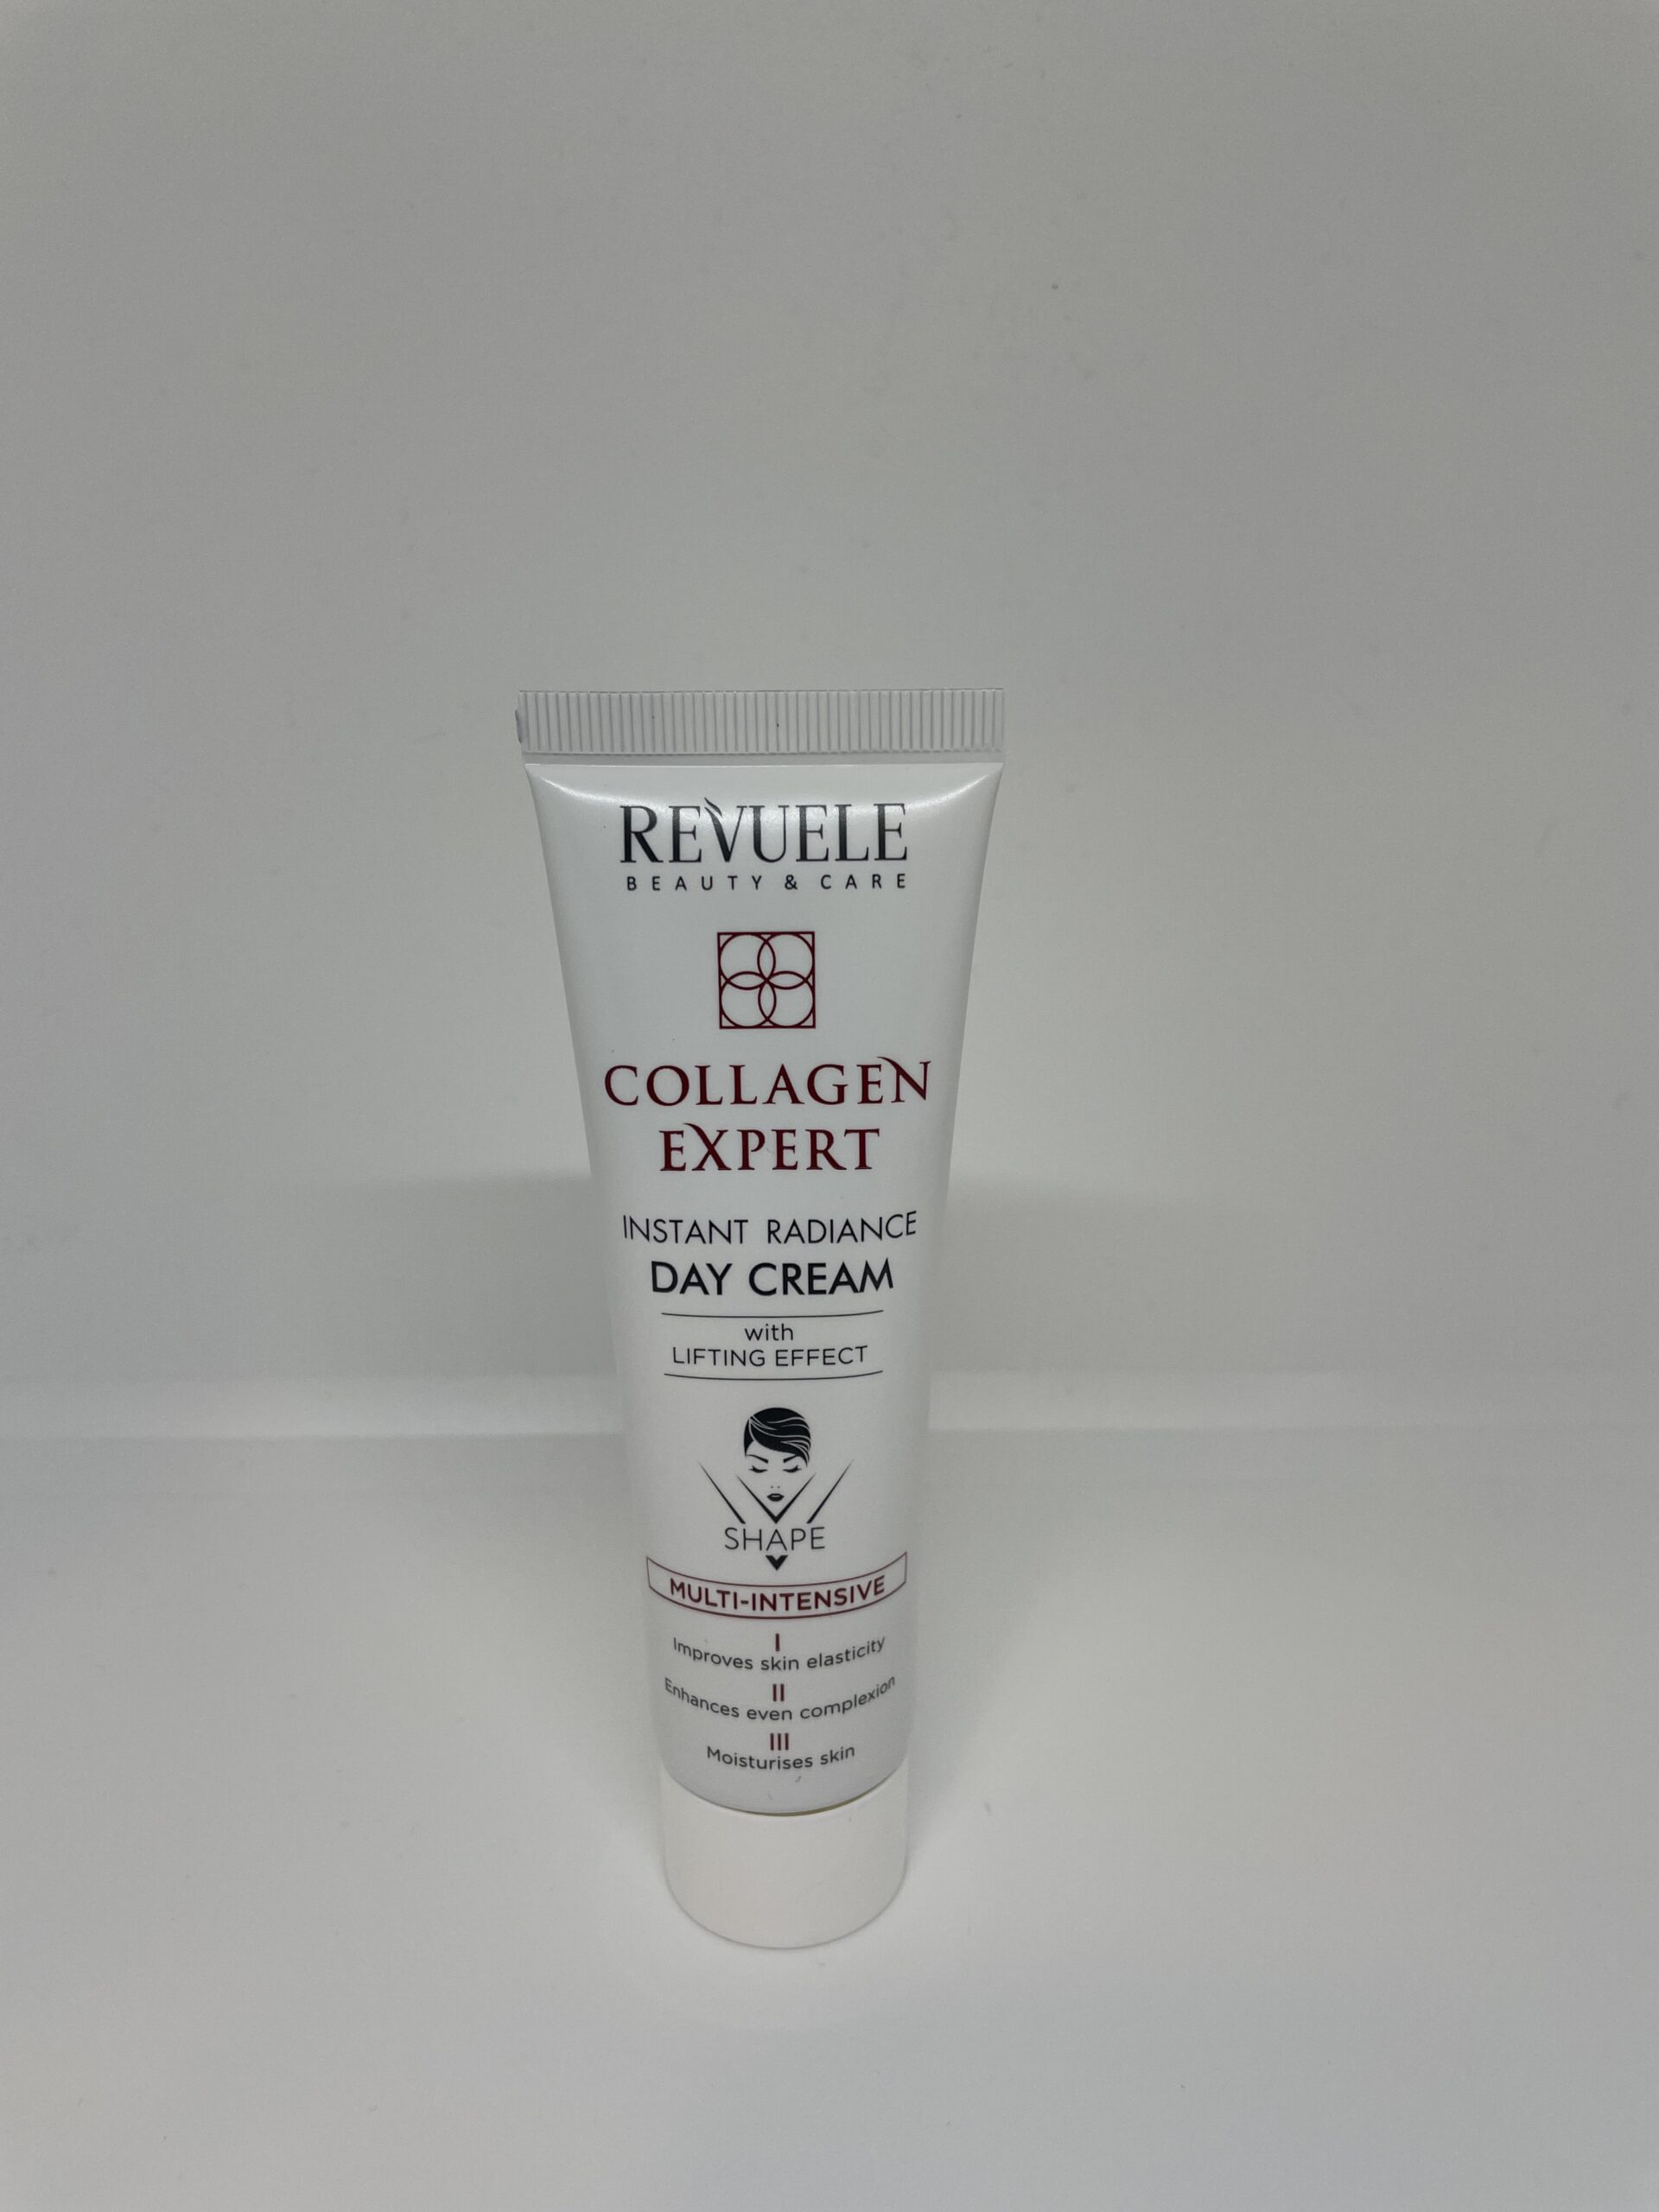 REVUELE
BEAUTY & CARE
COLLAGEN
EXPERT
INSTANT RADIANCE
DAY CREAM
with
LIFTING EFFECT
SHAPE
MULTI-INTENSIVE
I
Improves skin elasticity
II
Enhances even complexion
III
Moisturises skin